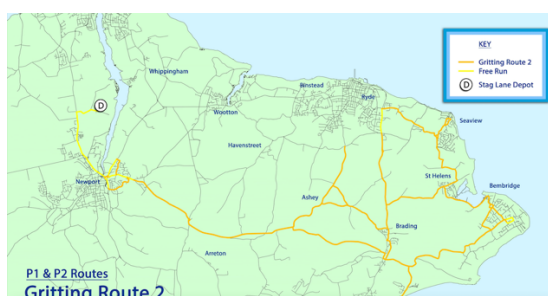 KEY
Gritting Route 2
Free Run
D Stag Lane Depot
Whippingham
Binstead
Ryde
D
Wootton
Seaview
Havenstreet
St Helens
Newport
Bembridge
Ashey
Brading
Arreton
P1 & P2 Routes
Gritting Route 2